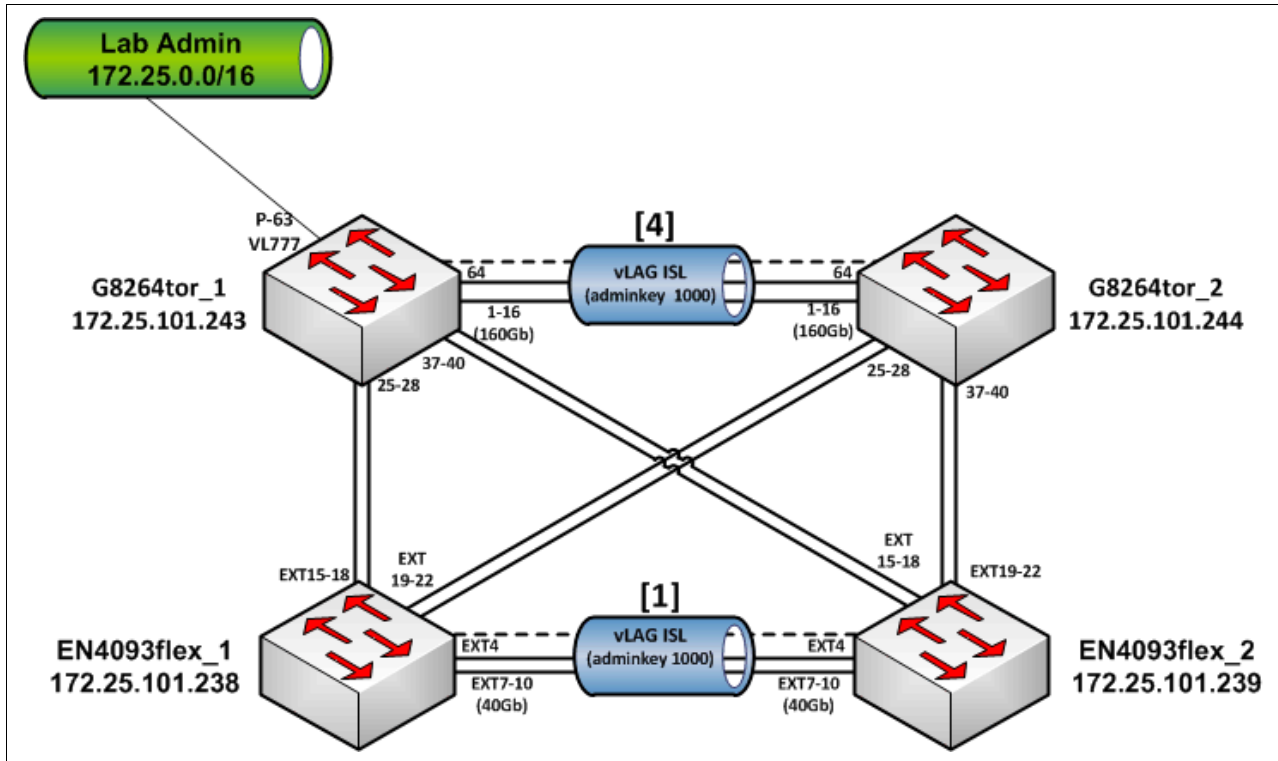 Lab Admin
172.25.0.0/16
P-63
VL777
[4]
G8264tor_1
172.25.101.243
64
vLAG ISL
(adminkey 1000)
64
G8264tor_2
172.25.101.244
1-16
(160Gb)
1-16
(160Gb)
37-40
25-28
25-28
37-40
EXT15-18
EXT
19-22
EXT
15-18
EXT19-22
[1]
EN4093flex_1
172.25.101.238
EXT4
vLAG ISL
(adminkey 1000)
EXT4
EN4093flex_2
172.25.101.239
EXT7-10
(40Gb)
EXT7-10
(40Gb)